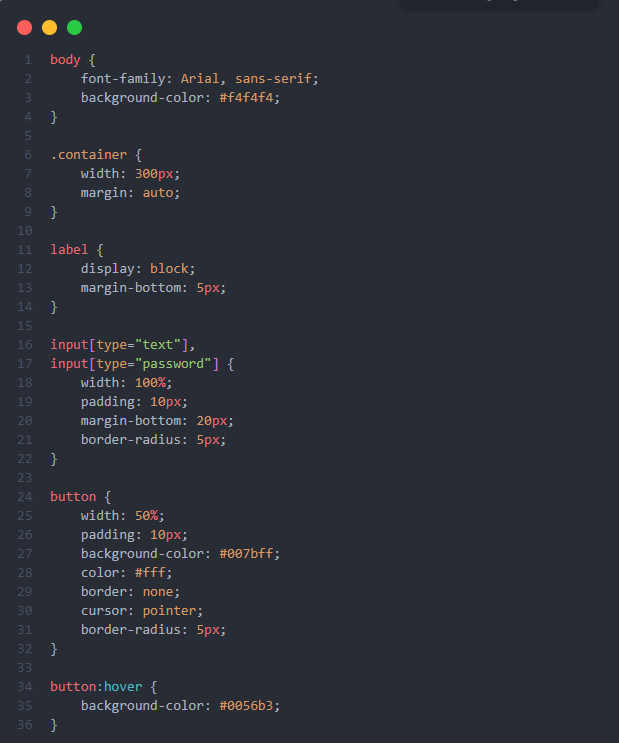 1 body {
2     font-family: Arial, sans-serif;
3     background-color: #f4f4f4;
4 }
5
6 .container {
7     width: 300px;
8     margin: auto;
9 }
10
11 label {
12     display: block;
13     margin-bottom: 5px;
14 }
15
16 input[type="text"],
17 input[type="password"] {
18     width: 100%;
19     padding: 10px;
20     margin-bottom: 20px;
21     border-radius: 5px;
22 }
23
24 button {
25     width: 50%;
26     padding: 10px;
27     background-color: #007bff;
28     color: #fff;
29     border: none;
30     cursor: pointer;
31     border-radius: 5px;
32 }
33
34 button:hover {
35     background-color: #0056b3;
36 }